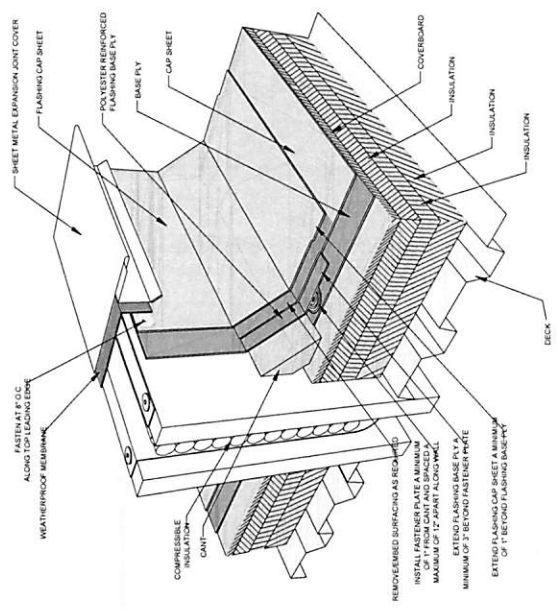 SHEET METAL EXPANSION JOINT COVER
FLASHING CAP SHEET
POLYESTER REINFORCED
FLASHING BASE PLY
BASE PLY
CAP SHEET
COVERBOARD
INSULATION
INSULATION
INSULATION
DECK
FASTEN AT 8" O.C.
ALONG TOP LEADING EDGE
WEATHERPROOF MEMBRANE
COMPRESSIBLE
INSULATION
CANT
REMOVE/EMBED SURFACING AS REQUIRED
INSTALL FASTENER PLATE A MINIMUM
OF 1" FROM CANT AND SPACED A
MAXIMUM OF 12" APART ALONG WALL
EXTEND FLASHING BASE PLY A
MINIMUM OF 3" BEYOND FASTENER PLATE
EXTEND FLASHING CAP SHEET A MINIMUM
OF 1" BEYOND FLASHING BASE PLY